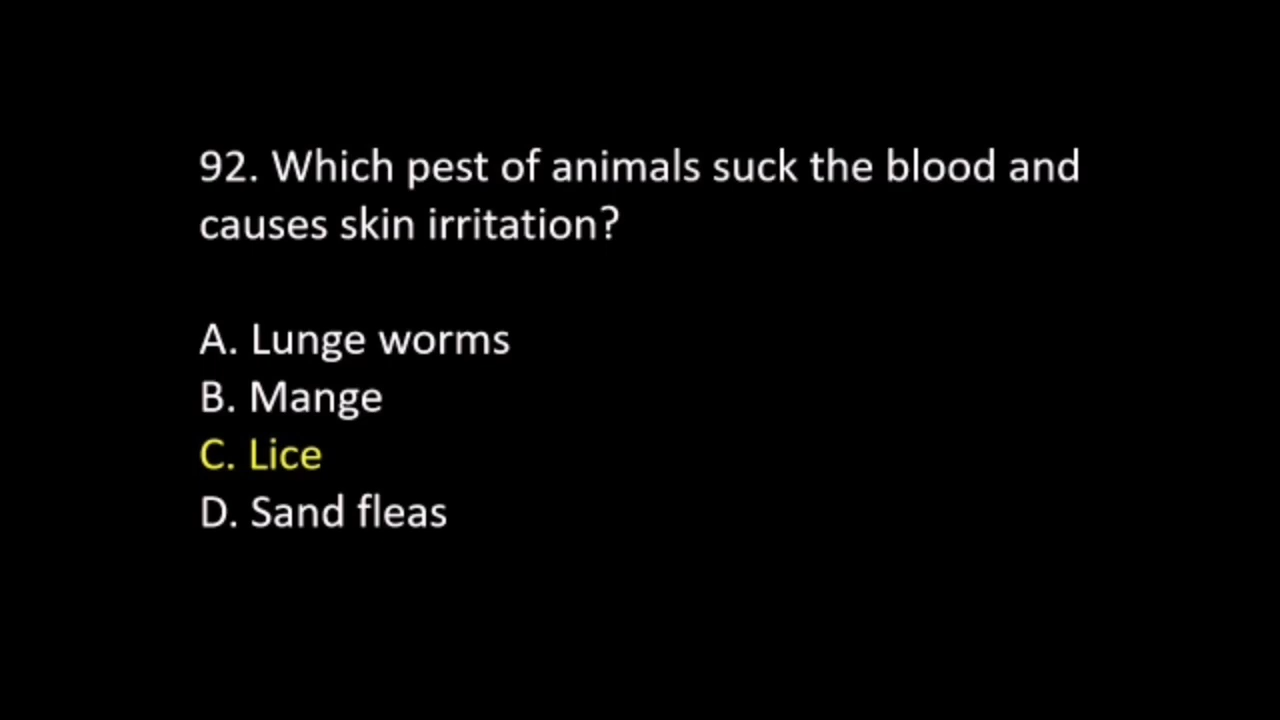 92. Which pest of animals suck the blood and
causes skin irritation?
A. Lunge worms
B. Mange
C. Lice
D. Sand fleas